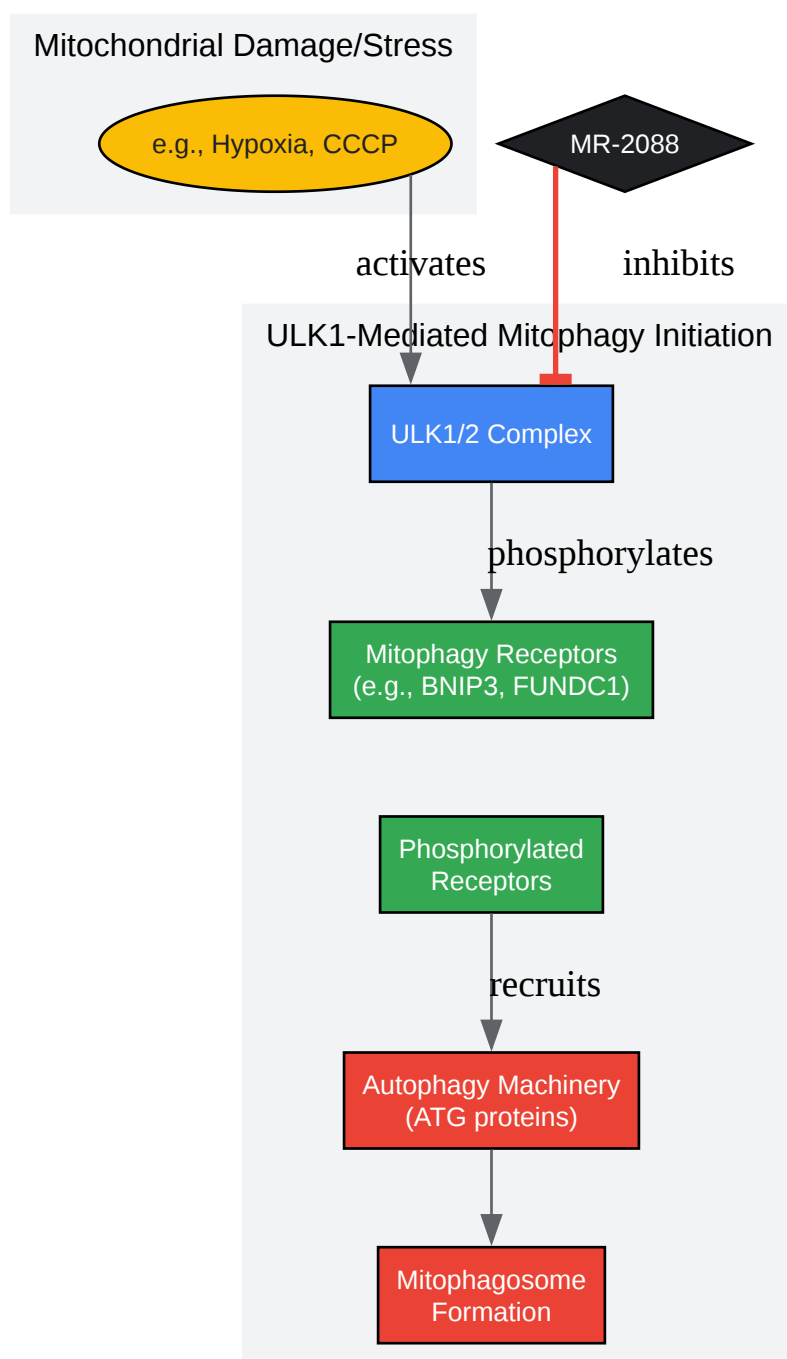 Mitochondrial Damage/Stress
e.g., Hypoxia, CCCP
MR-2088
activates
inhibits
ULK1-Mediated Mitophagy Initiation
ULK1/2 Complex
phosphorylates
Mitophagy Receptors
(e.g., BNIP3, FUNDC1)
Phosphorylated
Receptors
recruits
Autophagy Machinery
(ATG proteins)
Mitophagosome
Formation